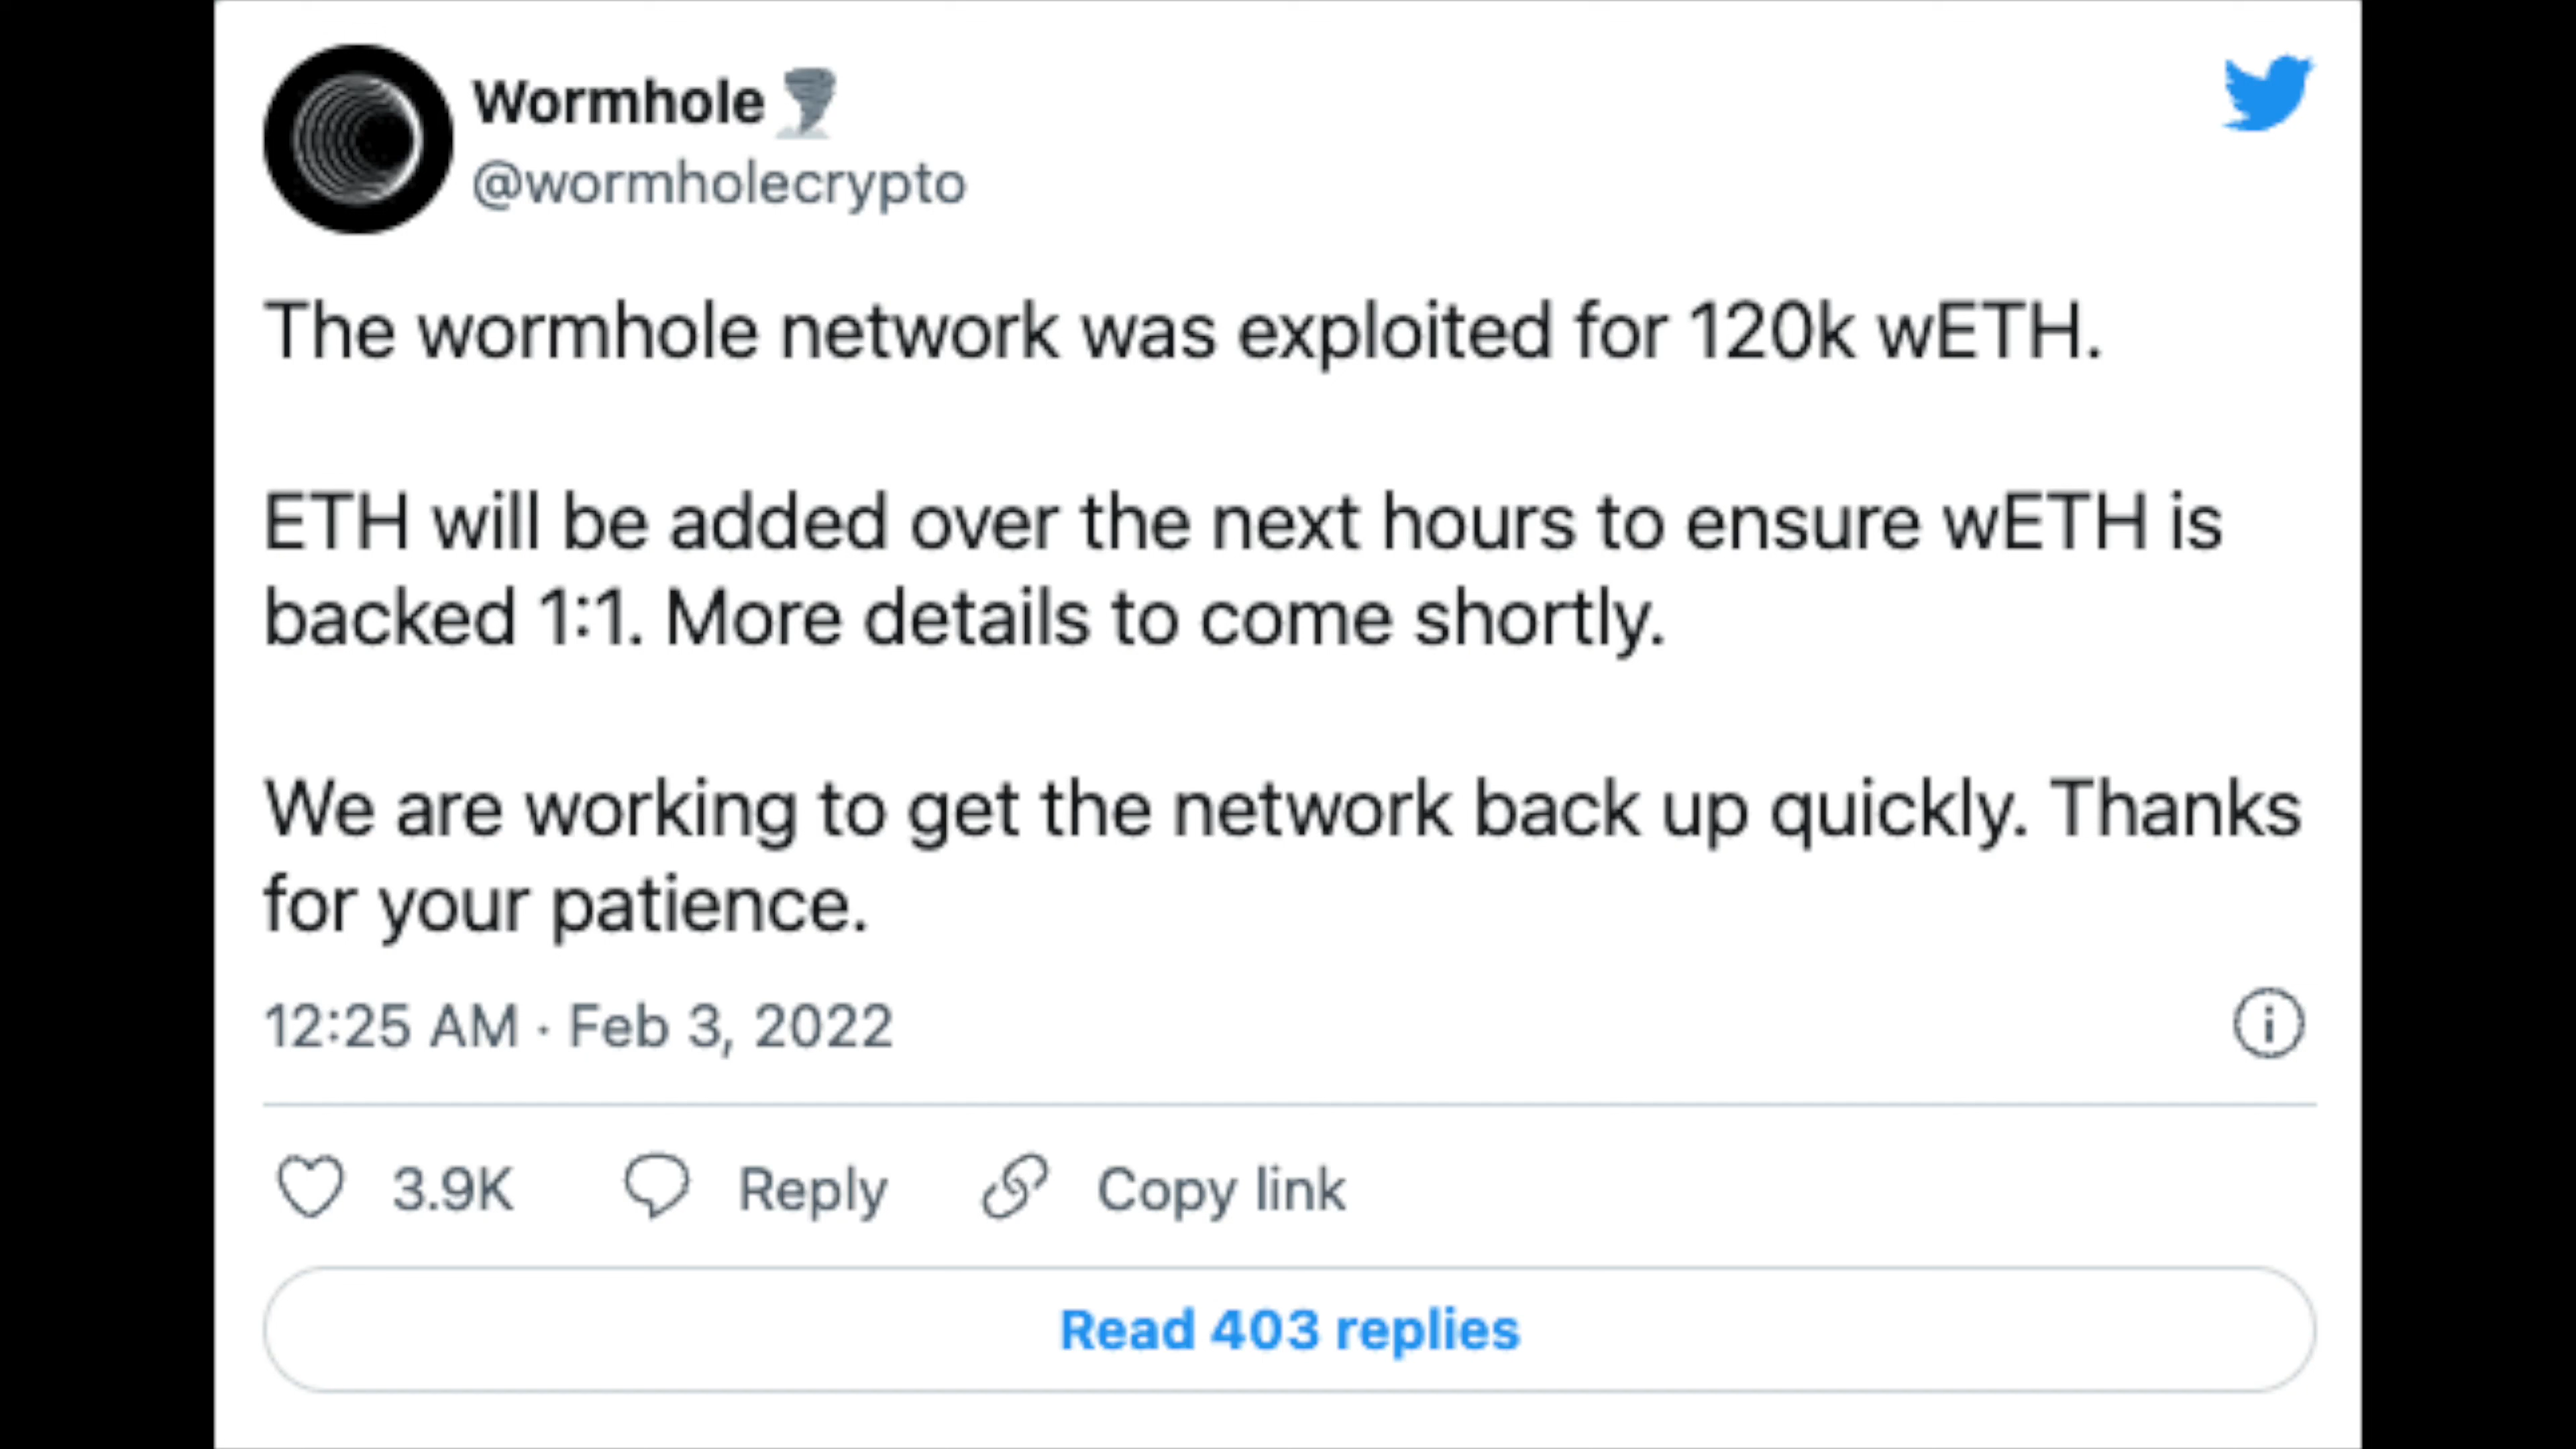 Wormhole🌪
@wormholecrypto
The wormhole network was exploited for 120k wETH.
ETH will be added over the next hours to ensure wETH is
backed 1:1. More details to come shortly.
We are working to get the network back up quickly. Thanks
for your patience.
12:25 AM · Feb 3, 2022
3.9K Reply Copy link
Read 403 replies